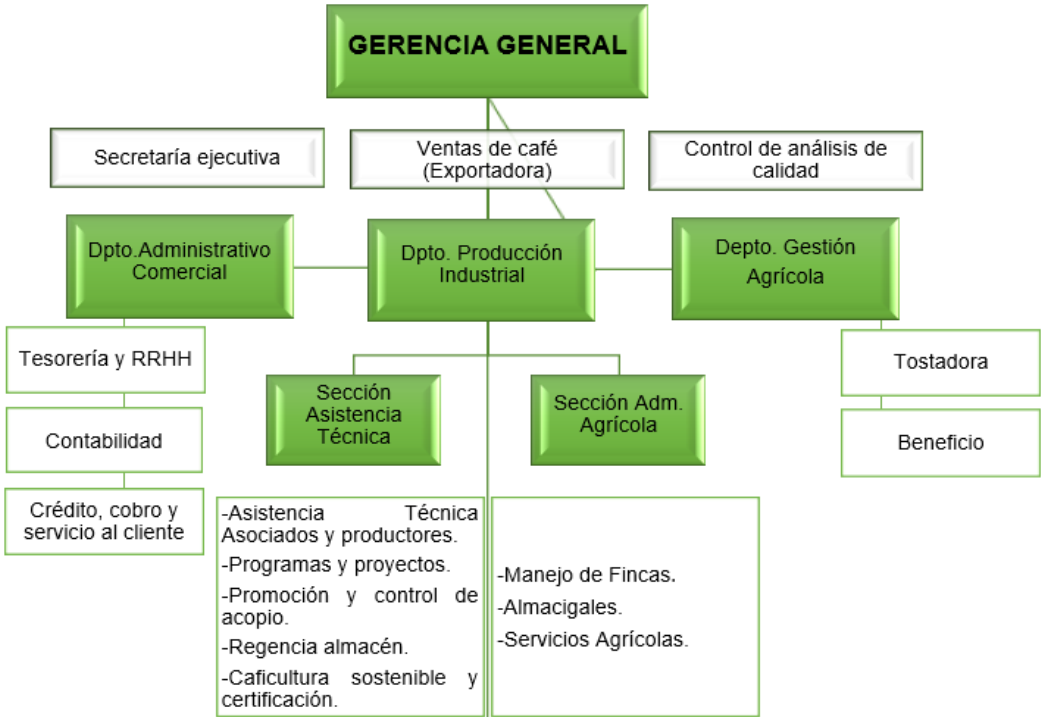 GERENCIA GENERAL
Secretaría ejecutiva
Ventas de café
(Exportadora)
Control de análisis de
calidad
Dpto.Administrativo
Comercial
Dpto. Producción
Industrial
Depto. Gestión
Agrícola
Tesorería y RRHH
Contabilidad
Crédito, cobro y
servicio al cliente
Sección
Asistencia
Técnica
Sección Adm.
Agrícola
Tostadora
Beneficio
-Asistencia Técnica
Asociados y productores.
-Programas y proyectos.
-Promoción y control de
acopio.
-Regencia almacén.
-Caficultura sostenible y
certificación.
-Manejo de Fincas.
-Almacigales.
-Servicios Agrícolas.